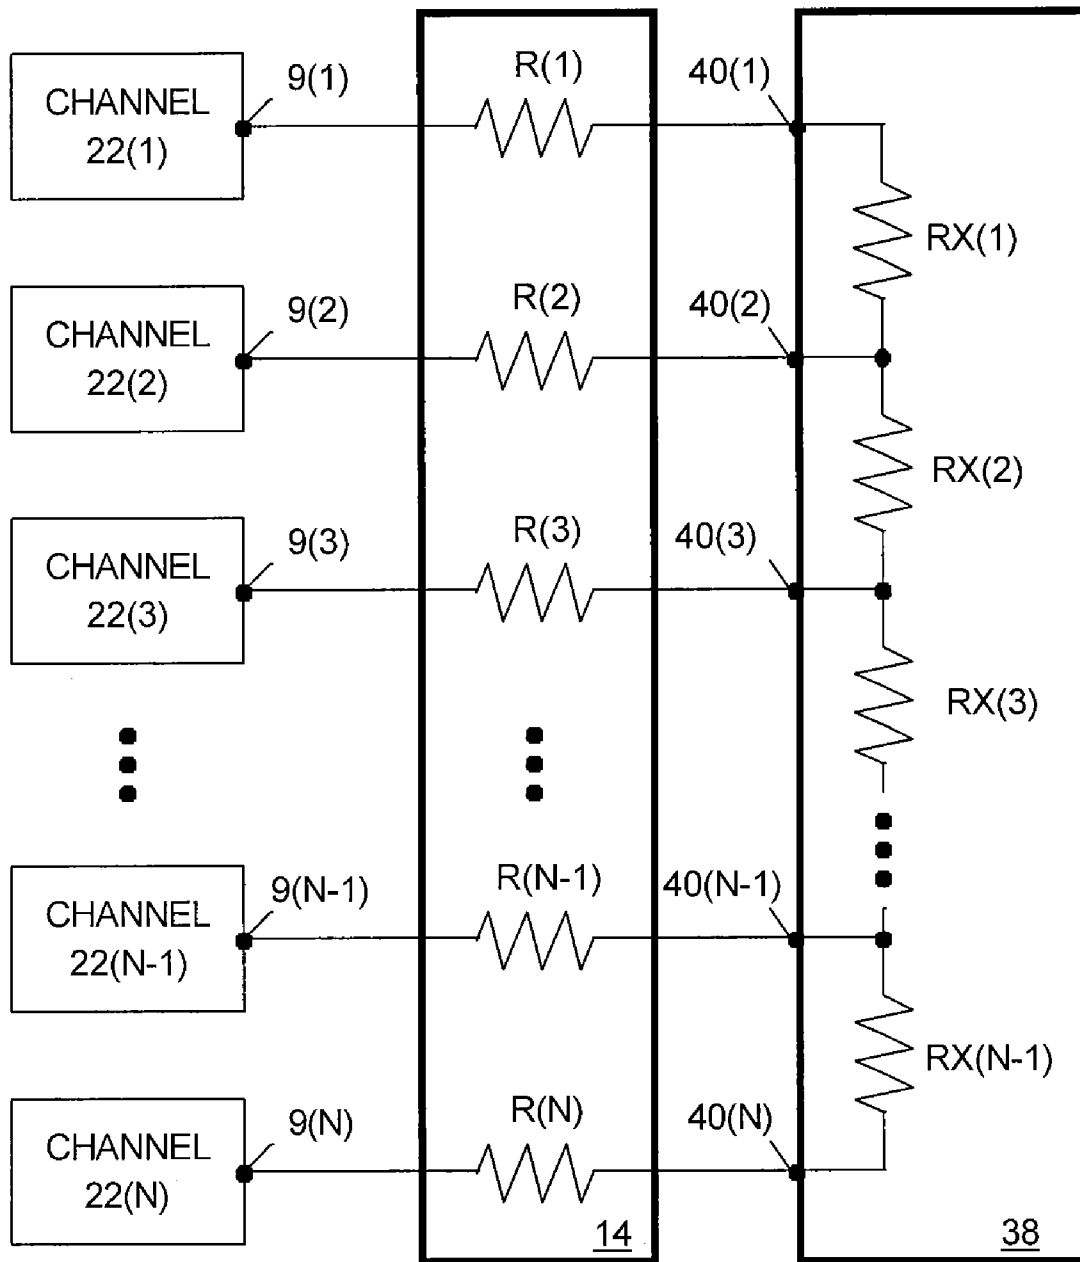 CHANNEL
22(1)
9(1)
R(1)
40(1)
RX(1)
CHANNEL
22(2)
9(2)
R(2)
40(2)
RX(2)
CHANNEL
22(3)
9(3)
R(3)
40(3)
RX(3)
CHANNEL
22(N-1)
9(N-1)
R(N-1)
40(N-1)
RX(N-1)
CHANNEL
22(N)
9(N)
R(N)
40(N)
14
38